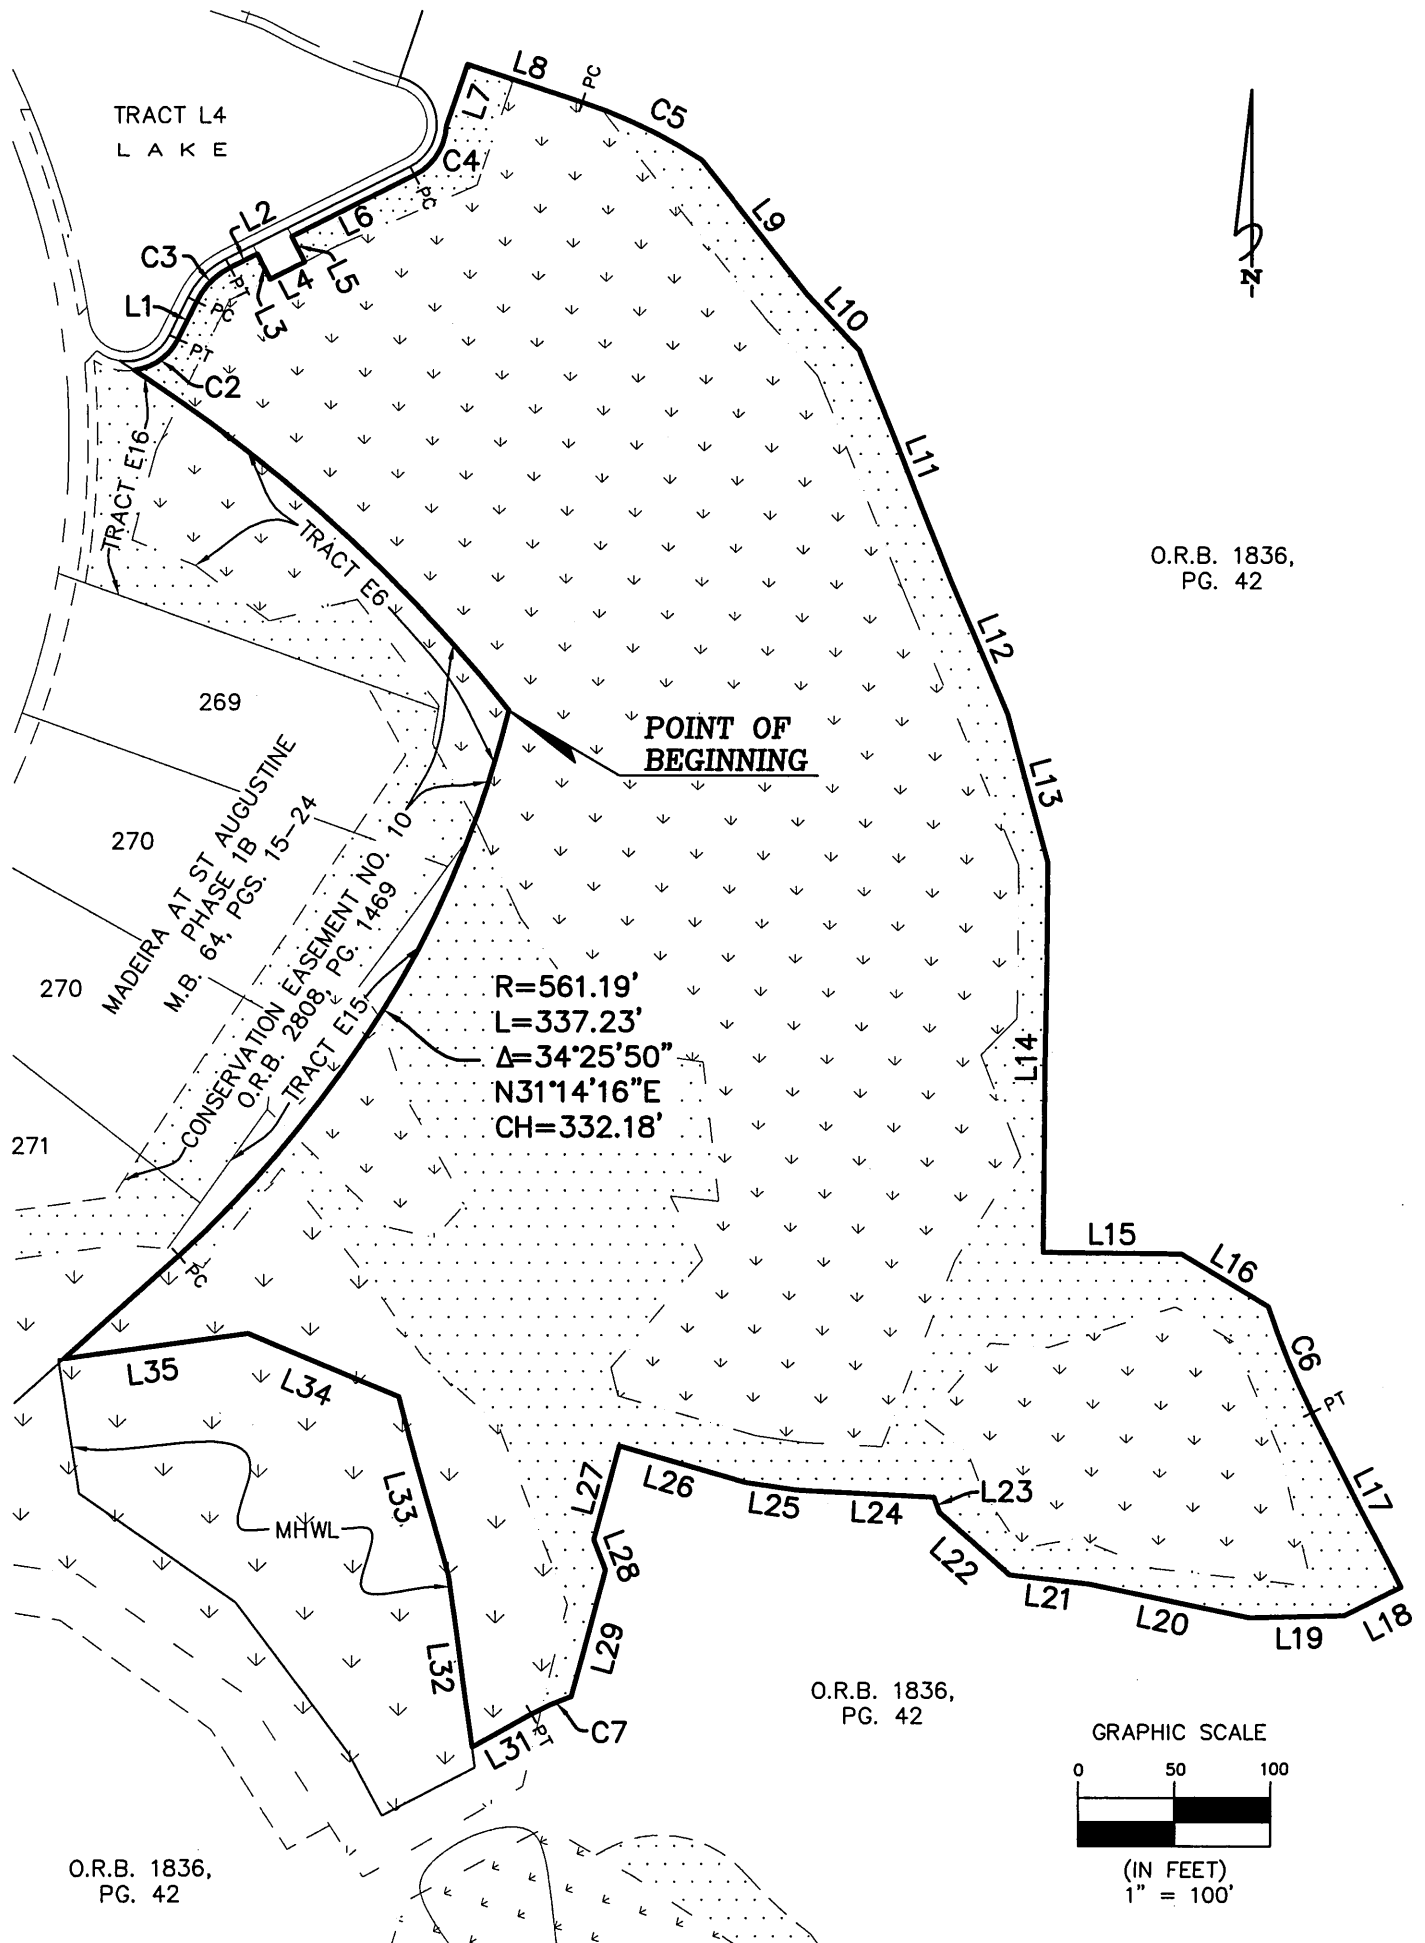 TRACT L4
LAKE
L8
PC
C5
L7
C4
PC
L2
L6
C3
L1
PT
PC
L3
L4
L5
PT
C2
L9
L10
N
TRACT E16
TRACT E6
L11
O.R.B. 1836,
PG. 42
L12
269
POINT OF
BEGINNING
L13
270
MADEIRA AT ST AUGUSTINE
PHASE 1B
M.B. 64, PGS. 15-24
CONSERVATION EASEMENT NO. 10
O.R.B. 2808, PG. 1469
TRACT E15
270
R=561.19'
L=337.23'
Δ=34°25'50"
N31°14'16"E
CH=332.18'
L14
271
PC
L15
L16
C6
PT
L35
L34
L33
MHWL
L27
L26
L25
L24
L23
L17
L28
L22
L21
L20
L19
L18
L29
L32
L31
PT
C7
O.R.B. 1836,
PG. 42
GRAPHIC SCALE
0 50 100
(IN FEET)
1" = 100'
O.R.B. 1836,
PG. 42